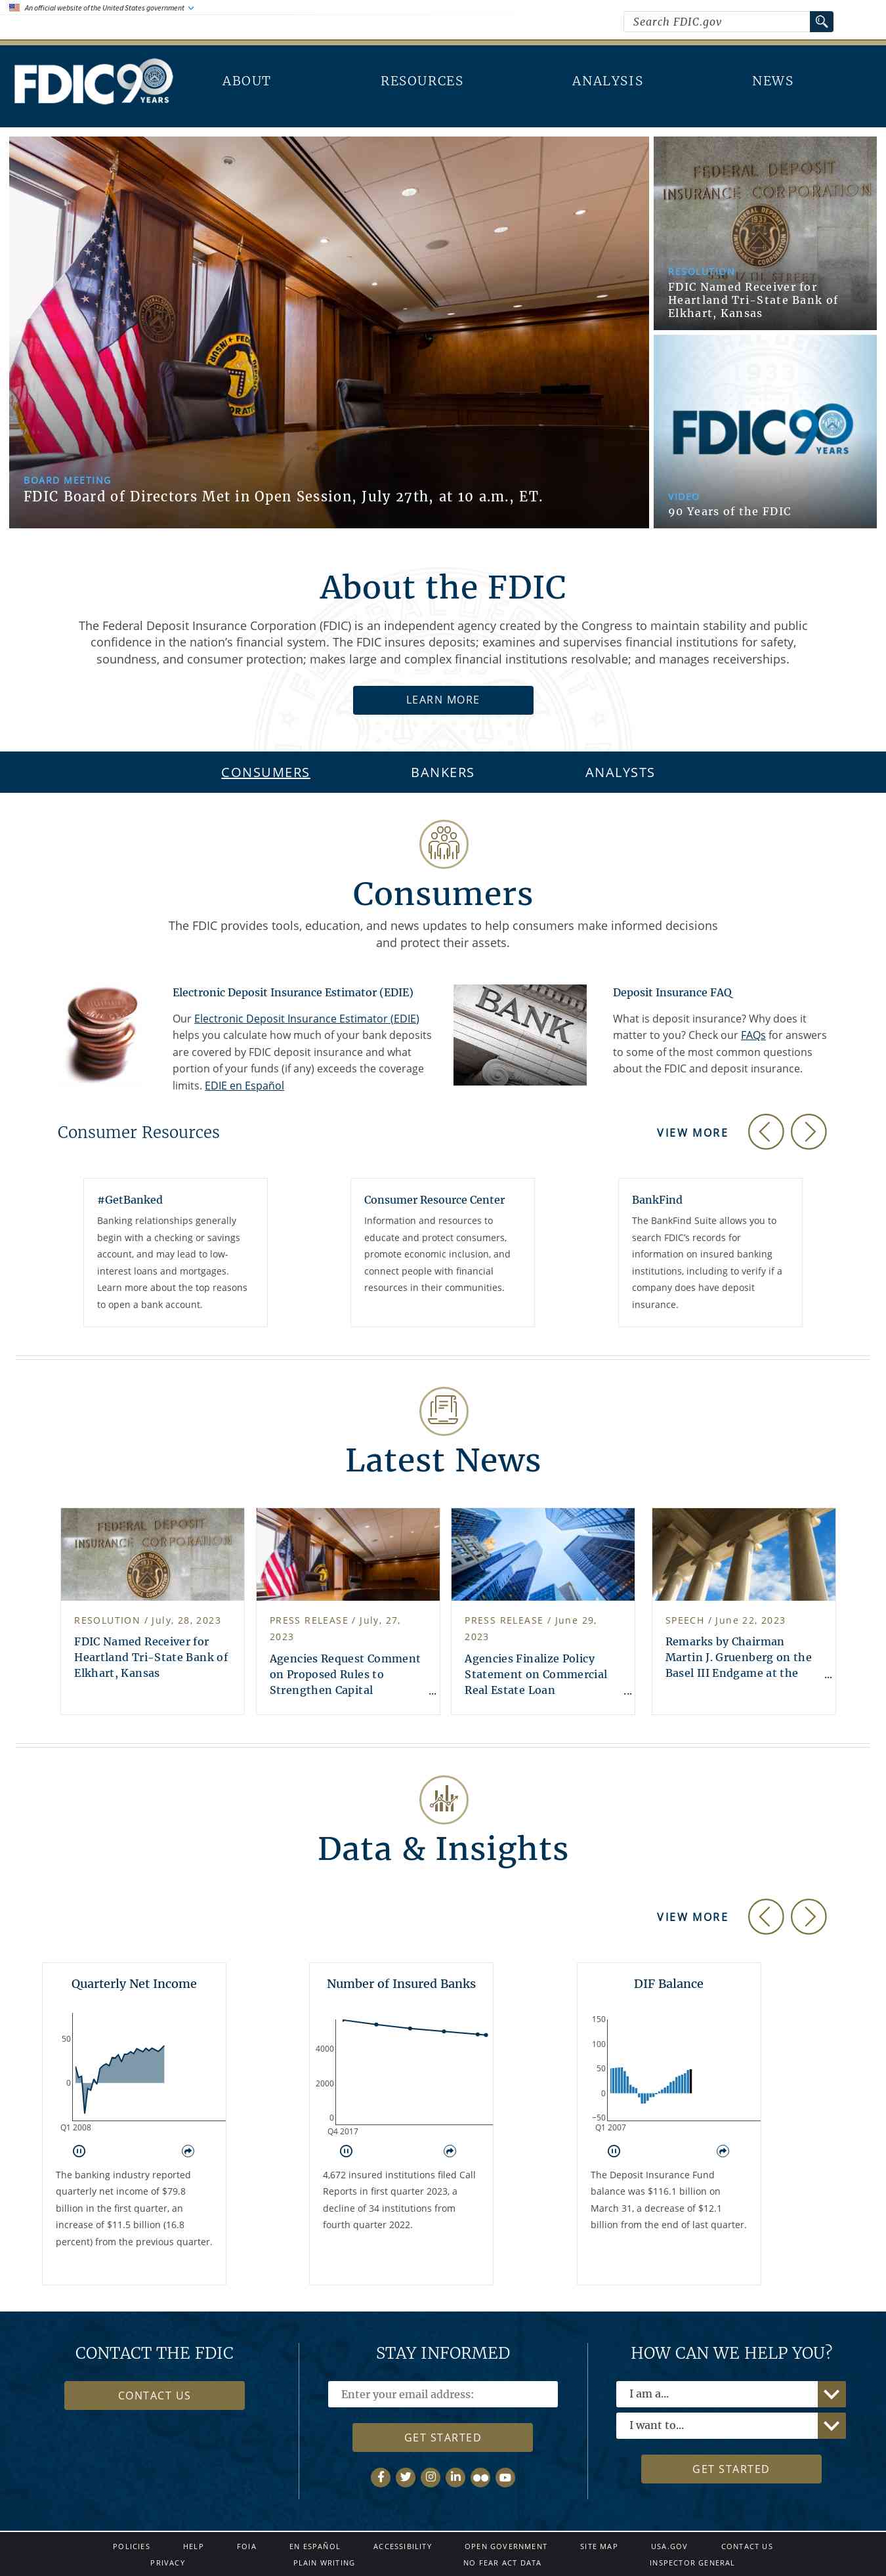 An official website of the United States government
Search FDIC.gov
FDIC 90 YEARS
ABOUT
RESOURCES
ANALYSIS
NEWS
BOARD MEETING
FDIC Board of Directors Met in Open Session, July 27th, at 10 a.m., ET.
FEDERAL DEPOSIT
INSURANCE CORPORATION
RESOLUTION
FDIC Named Receiver for
Heartland Tri-State Bank of
Elkhart, Kansas
1933
FDIC 90 YEARS
VIDEO
90 Years of the FDIC
About the FDIC
The Federal Deposit Insurance Corporation (FDIC) is an independent agency created by the Congress to maintain stability and public
confidence in the nation’s financial system. The FDIC insures deposits; examines and supervises financial institutions for safety,
soundness, and consumer protection; makes large and complex financial institutions resolvable; and manages receiverships.
LEARN MORE
CONSUMERS
BANKERS
ANALYSTS
Consumers
The FDIC provides tools, education, and news updates to help consumers make informed decisions
and protect their assets.
Electronic Deposit Insurance Estimator (EDIE)
Our Electronic Deposit Insurance Estimator (EDIE)
helps you calculate how much of your bank deposits
are covered by FDIC deposit insurance and what
portion of your funds (if any) exceeds the coverage
limits. EDIE en Español
BANK
Deposit Insurance FAQ
What is deposit insurance? Why does it
matter to you? Check our FAQs for answers
to some of the most common questions
about the FDIC and deposit insurance.
Consumer Resources
VIEW MORE
#GetBanked
Banking relationships generally
begin with a checking or savings
account, and may lead to low-
interest loans and mortgages.
Learn more about the top reasons
to open a bank account.
Consumer Resource Center
Information and resources to
educate and protect consumers,
promote economic inclusion, and
connect people with financial
resources in their communities.
BankFind
The BankFind Suite allows you to
search FDIC’s records for
information on insured banking
institutions, including to verify if a
company does have deposit
insurance.
Latest News
FEDERAL DEPOSIT
INSURANCE CORPORATION
RESOLUTION / July, 28, 2023
FDIC Named Receiver for
Heartland Tri-State Bank of
Elkhart, Kansas
PRESS RELEASE / July, 27,
2023
Agencies Request Comment
on Proposed Rules to
Strengthen Capital ...
PRESS RELEASE / June 29,
2023
Agencies Finalize Policy
Statement on Commercial
Real Estate Loan ...
SPEECH / June 22, 2023
Remarks by Chairman
Martin J. Gruenberg on the
Basel III Endgame at the ...
Data & Insights
VIEW MORE
Quarterly Net Income
50
0
Q1 2008
The banking industry reported
quarterly net income of $79.8
billion in the first quarter, an
increase of $11.5 billion (16.8
percent) from the previous quarter.
Number of Insured Banks
4000
2000
0
Q4 2017
4,672 insured institutions filed Call
Reports in first quarter 2023, a
decline of 34 institutions from
fourth quarter 2022.
DIF Balance
150
100
50
0
−50
Q1 2007
The Deposit Insurance Fund
balance was $116.1 billion on
March 31, a decrease of $12.1
billion from the end of last quarter.
CONTACT THE FDIC
CONTACT US
STAY INFORMED
Enter your email address:
GET STARTED
HOW CAN WE HELP YOU?
I am a...
I want to...
GET STARTED
POLICIES
HELP
FOIA
EN ESPAÑOL
ACCESSIBILITY
OPEN GOVERNMENT
SITE MAP
USA.GOV
CONTACT US
PRIVACY
PLAIN WRITING
NO FEAR ACT DATA
INSPECTOR GENERAL